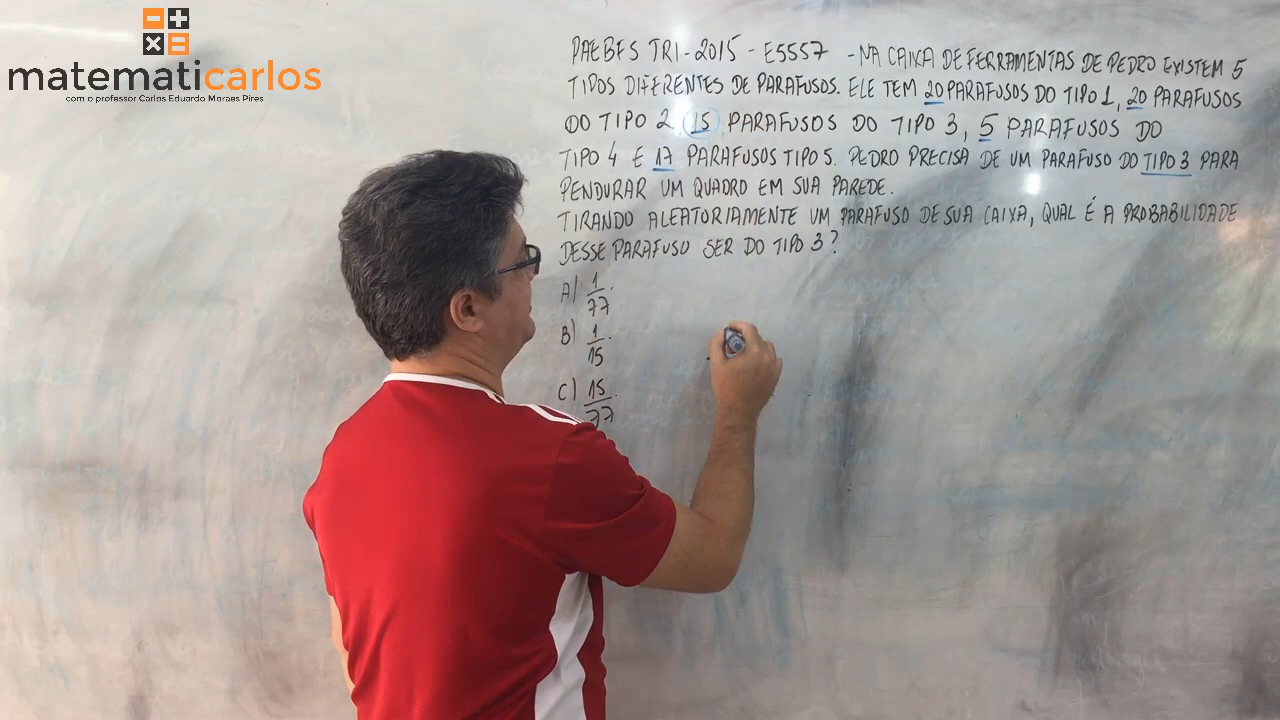 matematicarlos
com o professor Carlos Eduardo Moraes Pires
PAEBES TRI-2015 - E5557 - NA CAIXA DE FERRAMENTAS DE PEDRO EXISTEM 5
TIPOS DIFERENTES DE PARAFUSOS. ELE TEM 20 PARAFUSOS DO TIPO 1, 20 PARAFUSOS
DO TIPO 2, 15 PARAFUSOS DO TIPO 3, 5 PARAFUSOS DO
TIPO 4 E 17 PARAFUSOS TIPO 5. PEDRO PRECISA DE UM PARAFUSO DO TIPO 3 PARA
PENDURAR UM QUADRO EM SUA PAREDE.
TIRANDO ALEATORIAMENTE UM PARAFUSO DE SUA CAIXA, QUAL É A PROBABILIDADE
DESSE PARAFUSO SER DO TIPO 3?
A) 1/77.
B) 1/15.
C) 15/77.